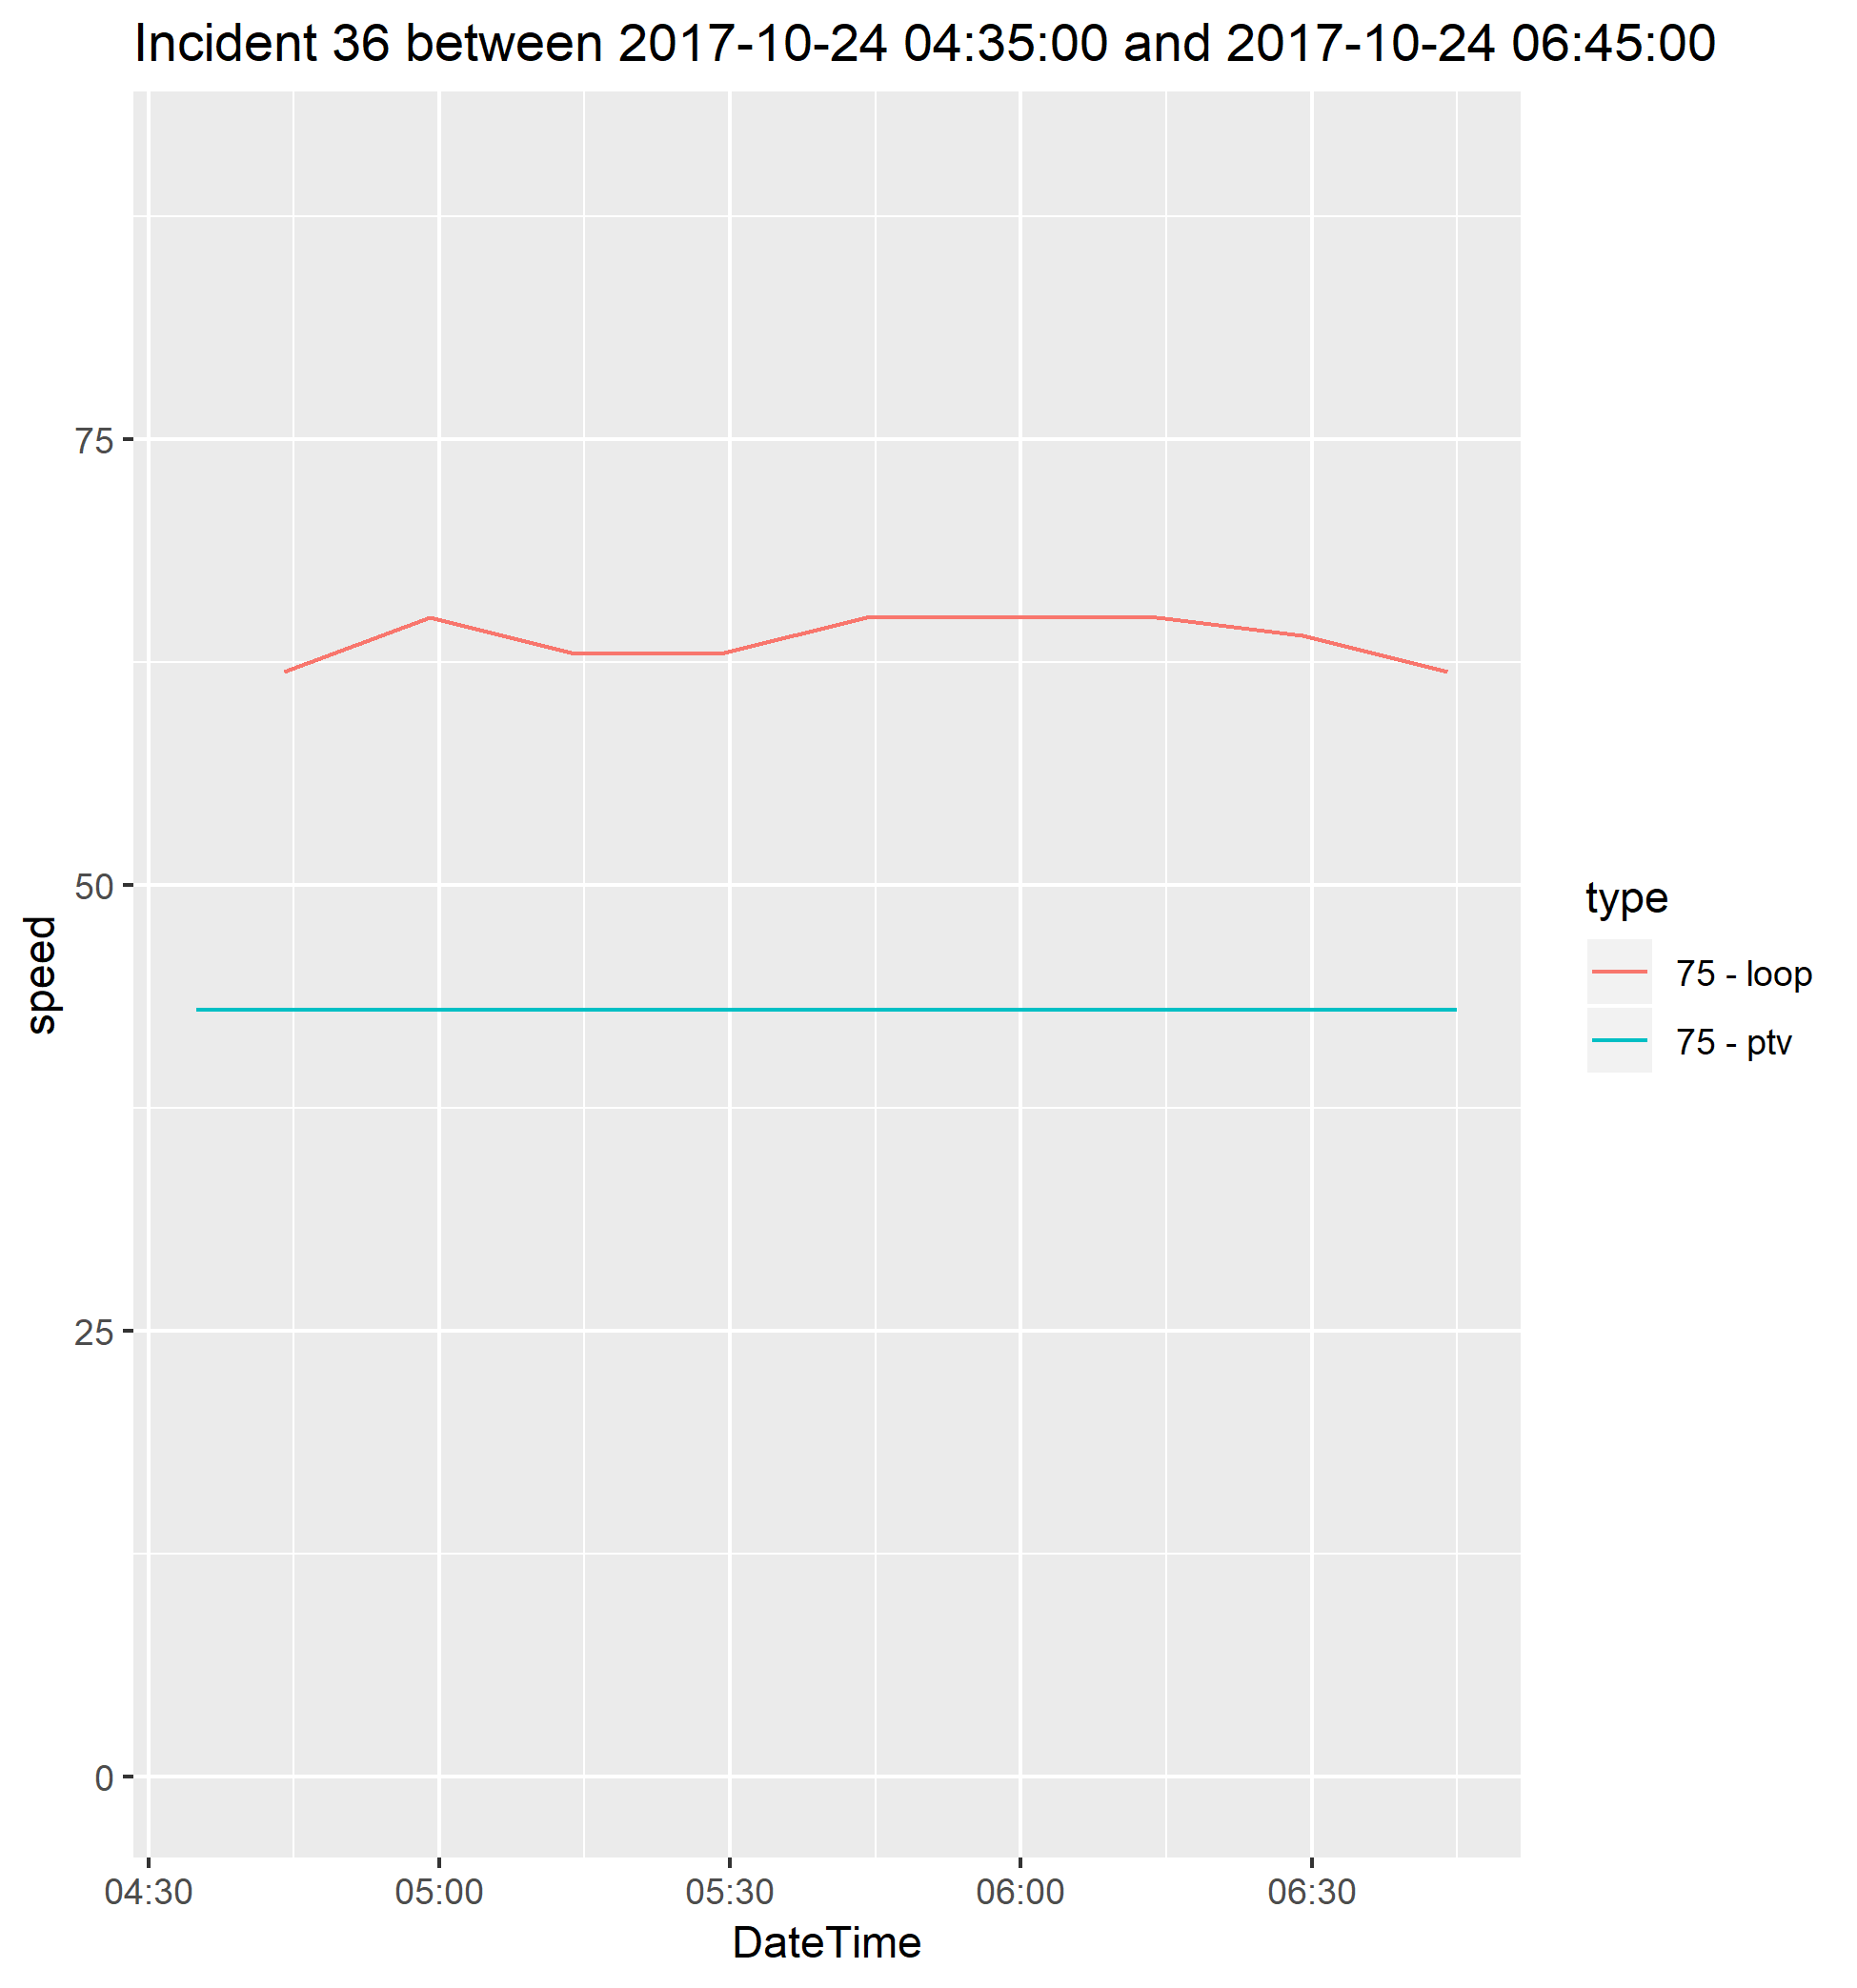 Incident 36 between 2017-10-24 04:35:00 and 2017-10-24 06:45:00
75
50
25
0
speed
04:30 05:00 05:30 06:00 06:30
DateTime
type
75 - loop
75 - ptv